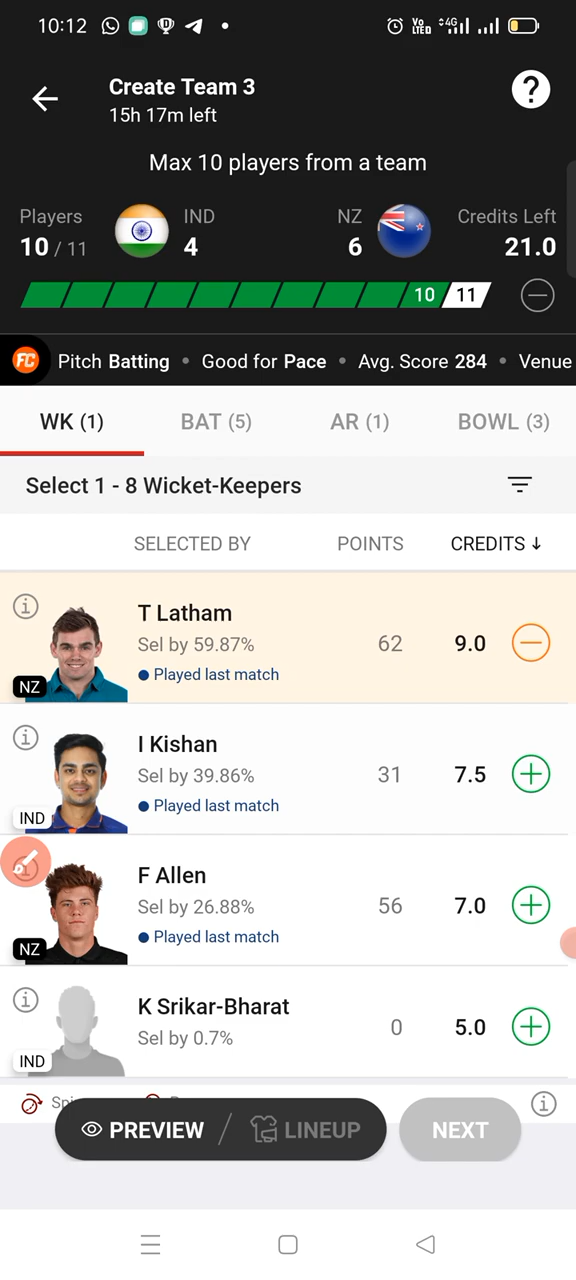 10:12 Vo LTED 4G
Create Team 3
15h 17m left
?
Max 10 players from a team
Players IND NZ Credits Left
10 / 11 4 6 21.0
10 11
FC Pitch Batting • Good for Pace • Avg. Score 284 • Venue
WK (1) BAT (5) AR (1) BOWL (3)
Select 1 - 8 Wicket-Keepers
SELECTED BY POINTS CREDITS ↓
T Latham
Sel by 59.87% 62 9.0
Played last match
NZ
I Kishan
Sel by 39.86% 31 7.5
Played last match
IND
F Allen
Sel by 26.88% 56 7.0
Played last match
NZ
K Srikar-Bharat
Sel by 0.7% 0 5.0
IND
PREVIEW / LINEUP NEXT